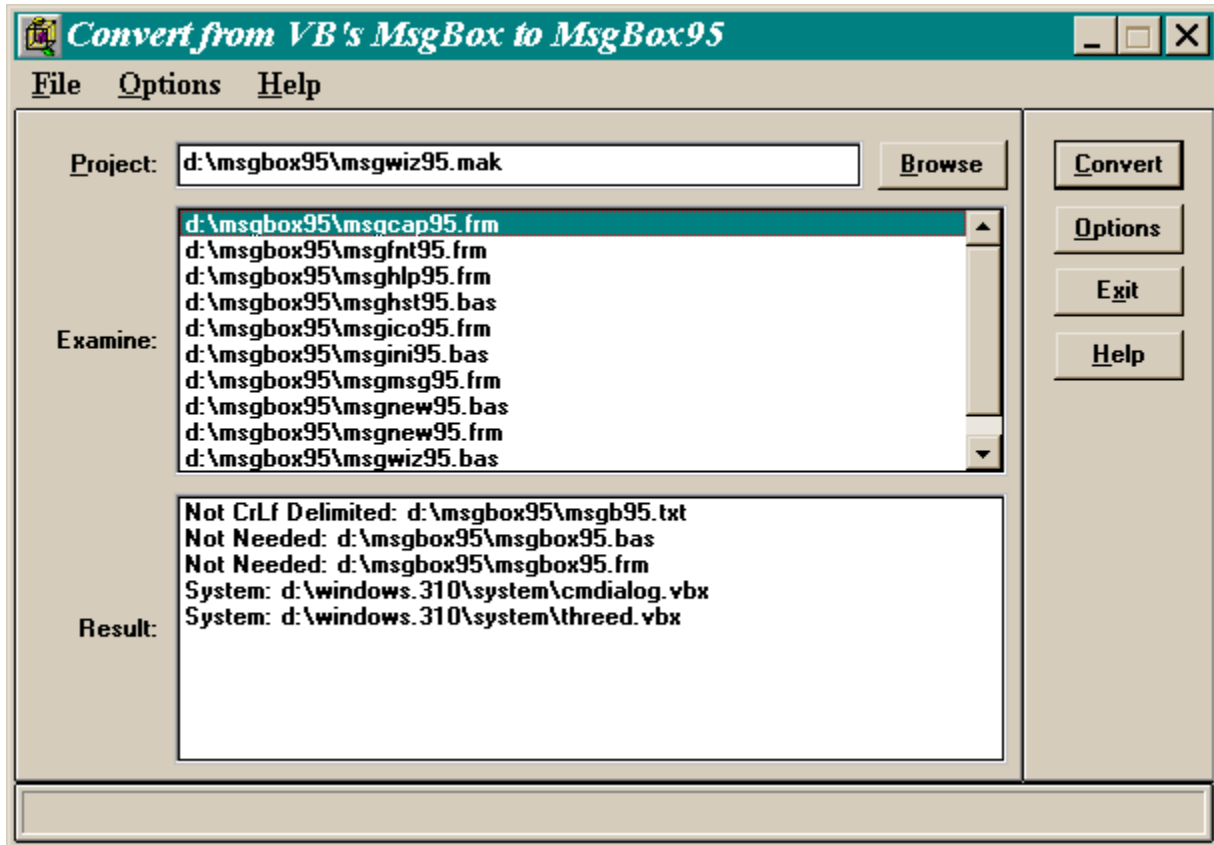 Convert from VB's MsgBox to MsgBox95
File Options Help
Project: d:\msgbox95\msgwiz95.mak Browse Convert
d:\msgbox95\msgcap95.frm
Options
d:\msgbox95\msgfnt95.frm
d:\msgbox95\msghlp95.frm
d:\msgbox95\msghst95.bas
Exit
d:\msgbox95\msgico95.frm
Examine:
d:\msgbox95\msgini95.bas
Help
d:\msgbox95\msgmsg95.frm
d:\msgbox95\msgnew95.bas
d:\msgbox95\msgnew95.frm
d:\msgbox95\msgwiz95.bas
Not CrLf Delimited: d:\msgbox95\msgb95.txt
Not Needed: d:\msgbox95\msgbox95.bas
Not Needed: d:\msgbox95\msgbox95.frm
System: d:\windows.310\system\cmdialog.vbx
Result: System: d:\windows.310\system\threed.vbx